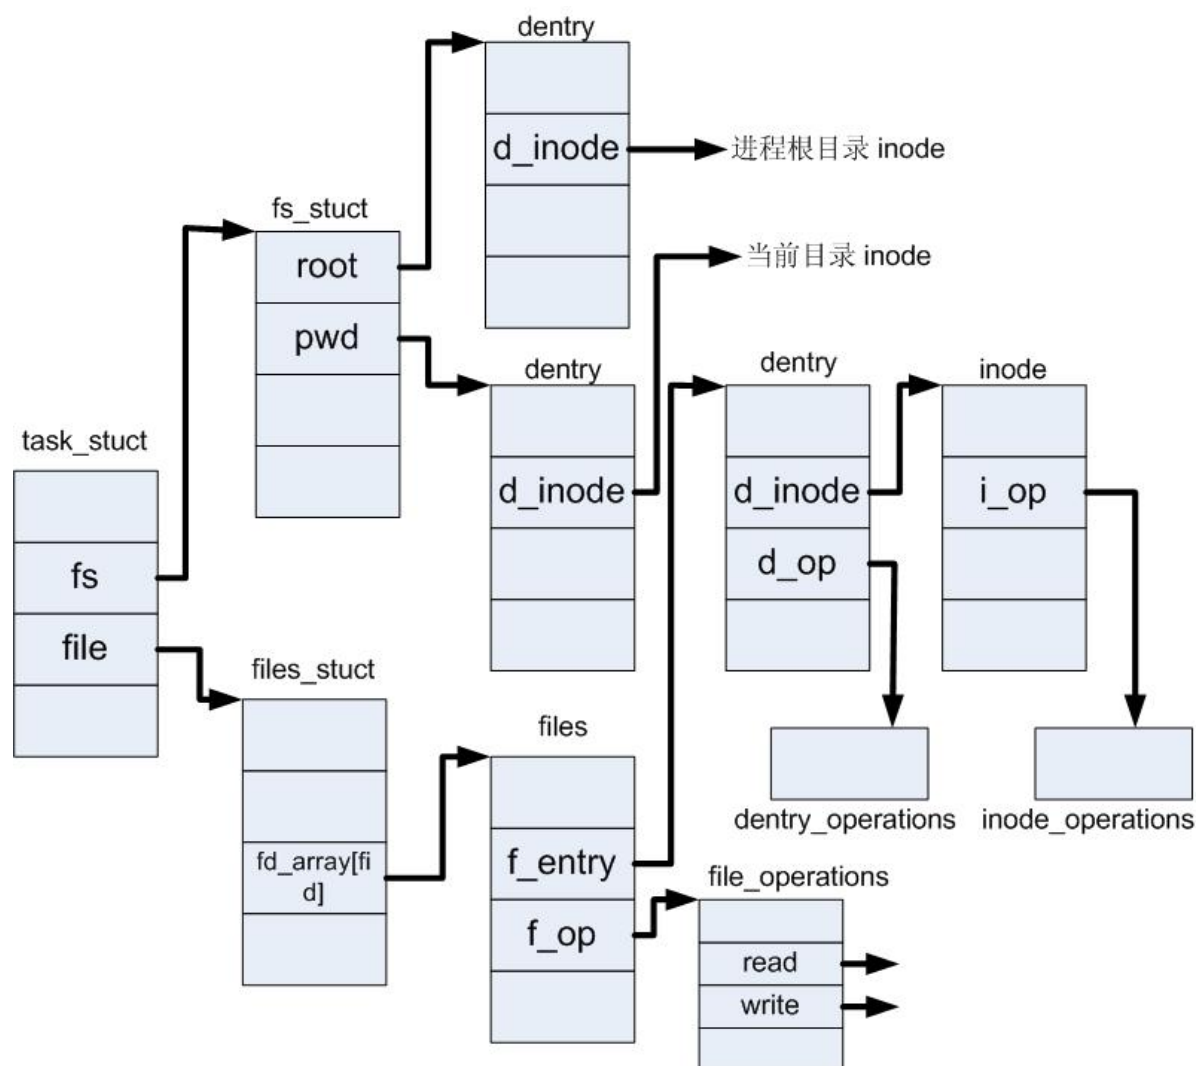 dentry
d_inode
进程根目录 inode
fs_stuct
root
pwd
当前目录 inode
dentry
d_inode
dentry
d_inode
d_op
inode
i_op
task_stuct
fs
file
files_stuct
fd_array[fi
d]
files
f_entry
f_op
dentry_operations
inode_operations
file_operations
read
write